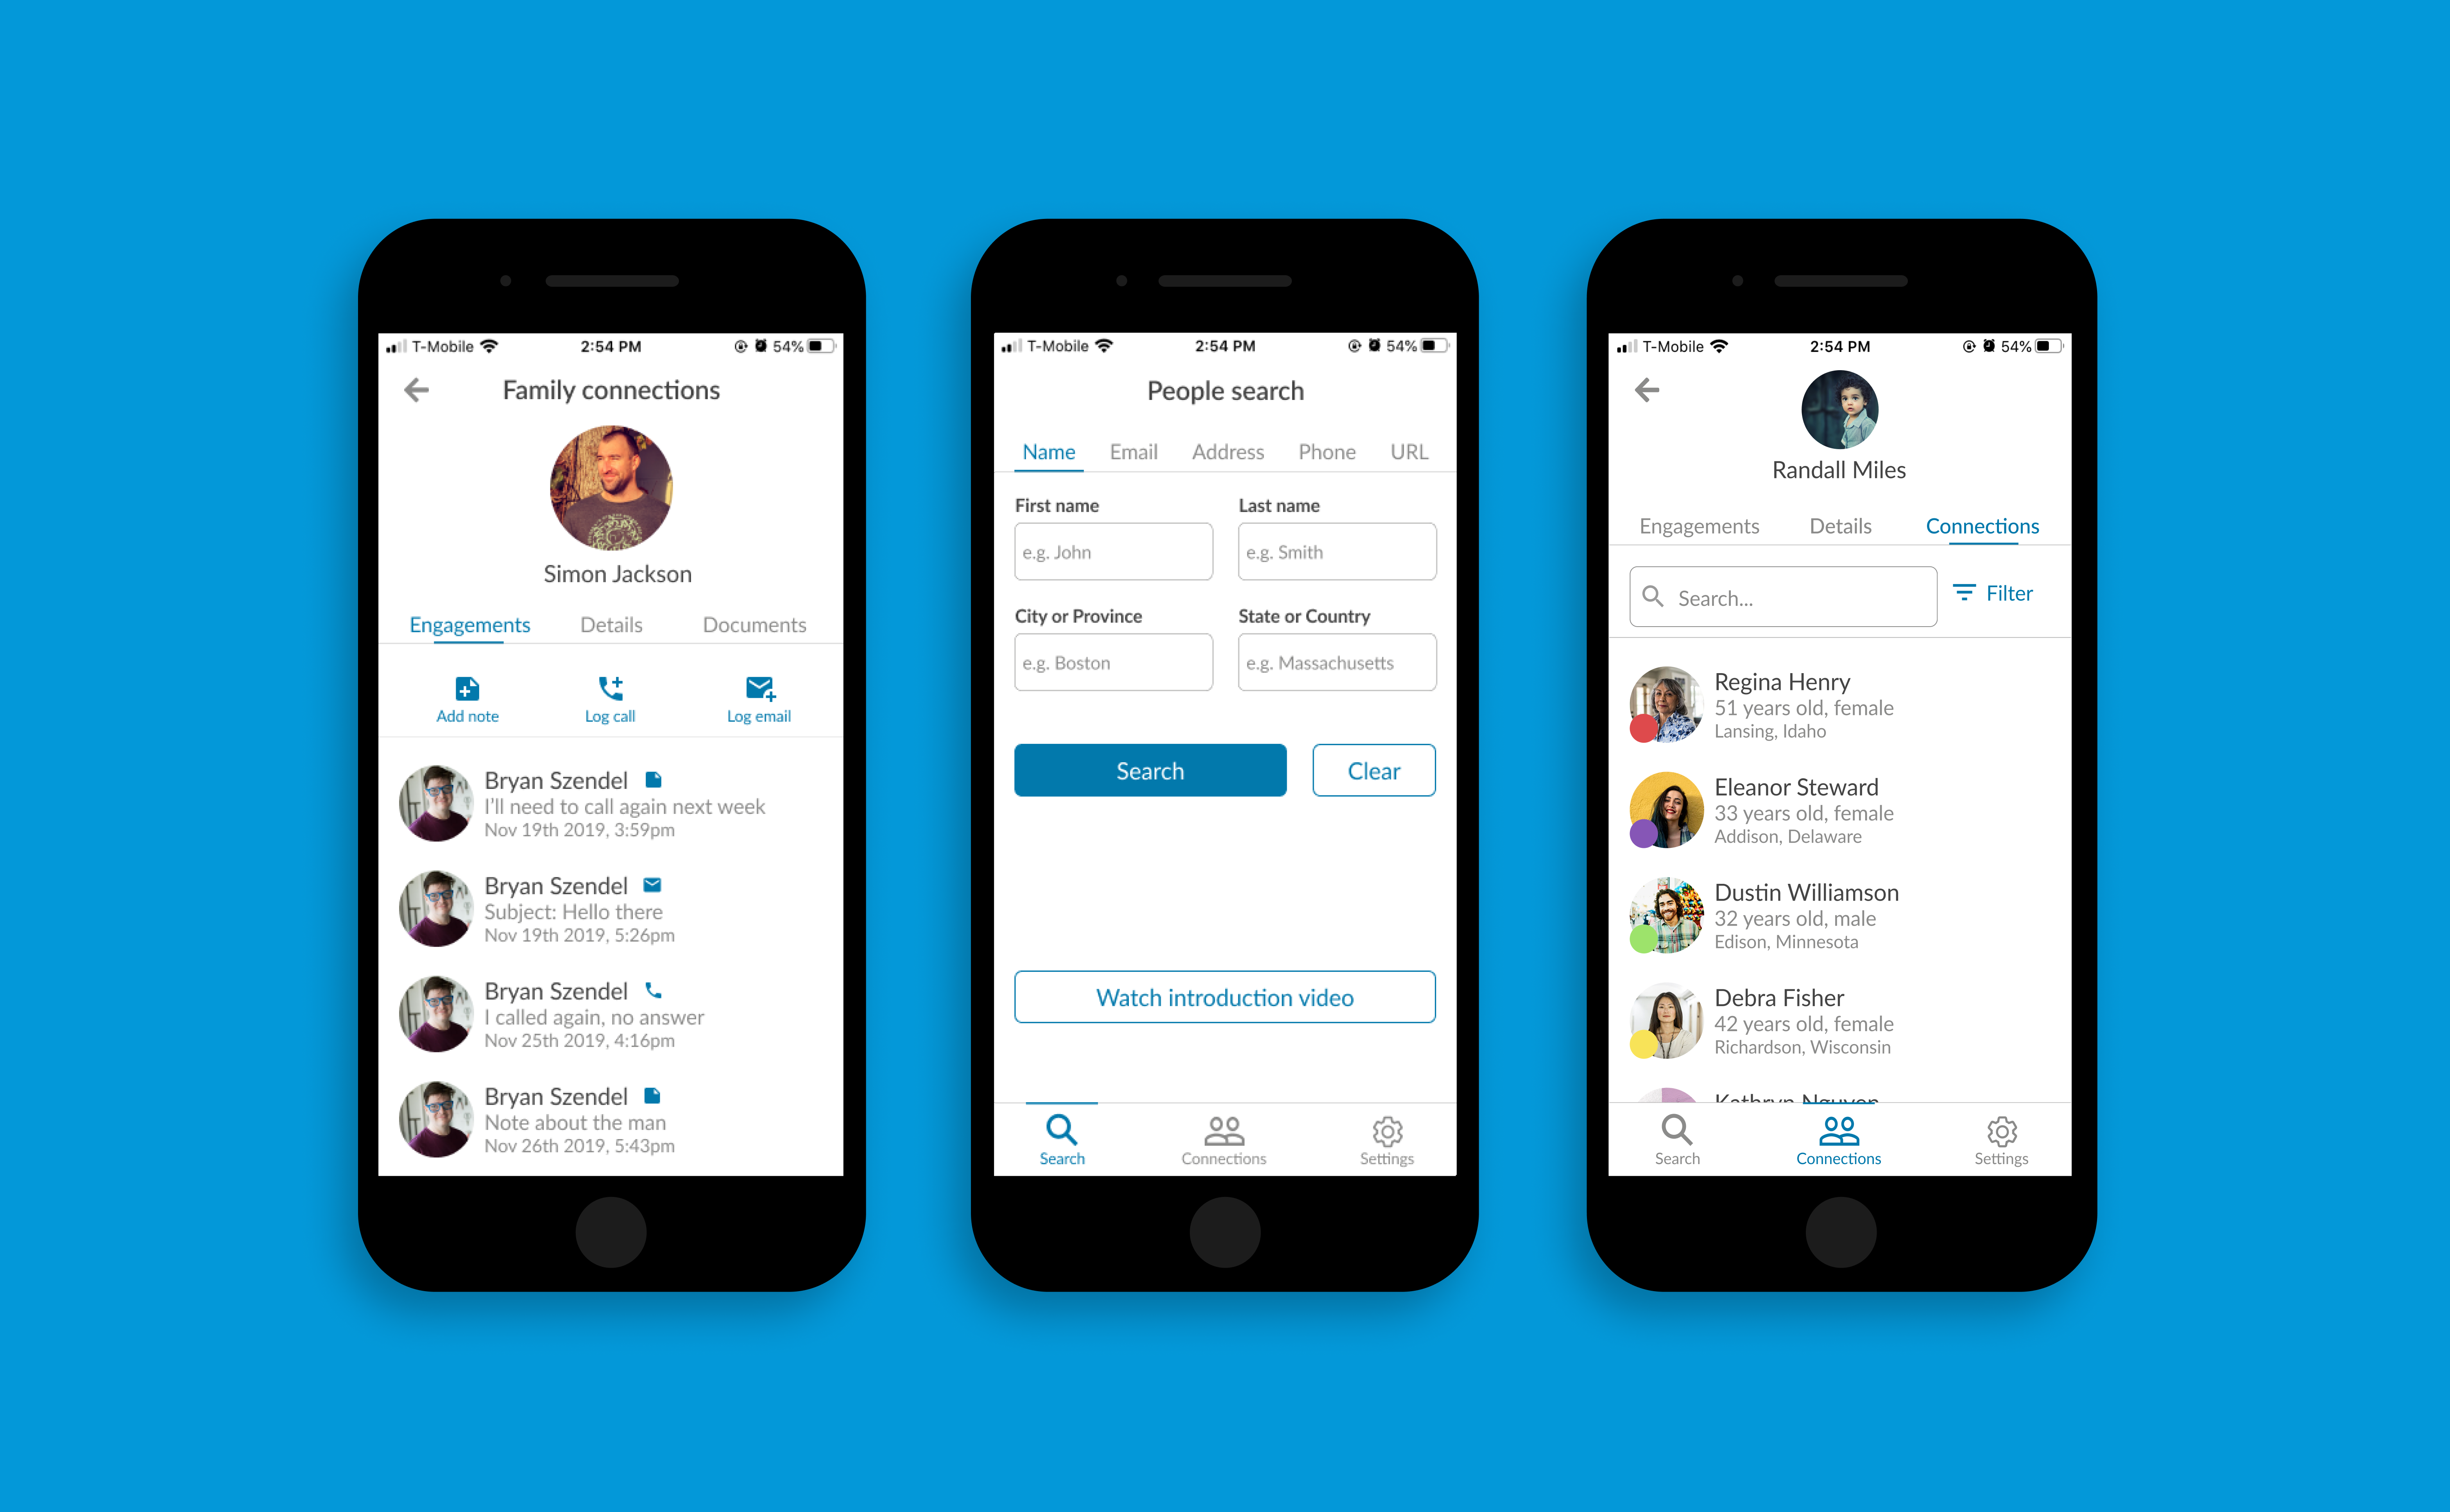 T-Mobile 2:54 PM 54%
Family connections
Simon Jackson
Engagements Details Documents
Add note Log call Log email
Bryan Szendel
I'll need to call again next week
Nov 19th 2019, 3:59pm
Bryan Szendel
Subject: Hello there
Nov 19th 2019, 5:26pm
Bryan Szendel
I called again, no answer
Nov 25th 2019, 4:16pm
Bryan Szendel
Note about the man
Nov 26th 2019, 5:43pm
T-Mobile 2:54 PM 54%
People search
Name Email Address Phone URL
First name Last name
e.g. John e.g. Smith
City or Province State or Country
e.g. Boston e.g. Massachusetts
Search Clear
Watch introduction video
Search Connections Settings
T-Mobile 2:54 PM 54%
Randall Miles
Engagements Details Connections
Search... Filter
Regina Henry
51 years old, female
Lansing, Idaho
Eleanor Steward
33 years old, female
Addison, Delaware
Dustin Williamson
32 years old, male
Edison, Minnesota
Debra Fisher
42 years old, female
Richardson, Wisconsin
Kathryn Nguyen
Search Connections Settings